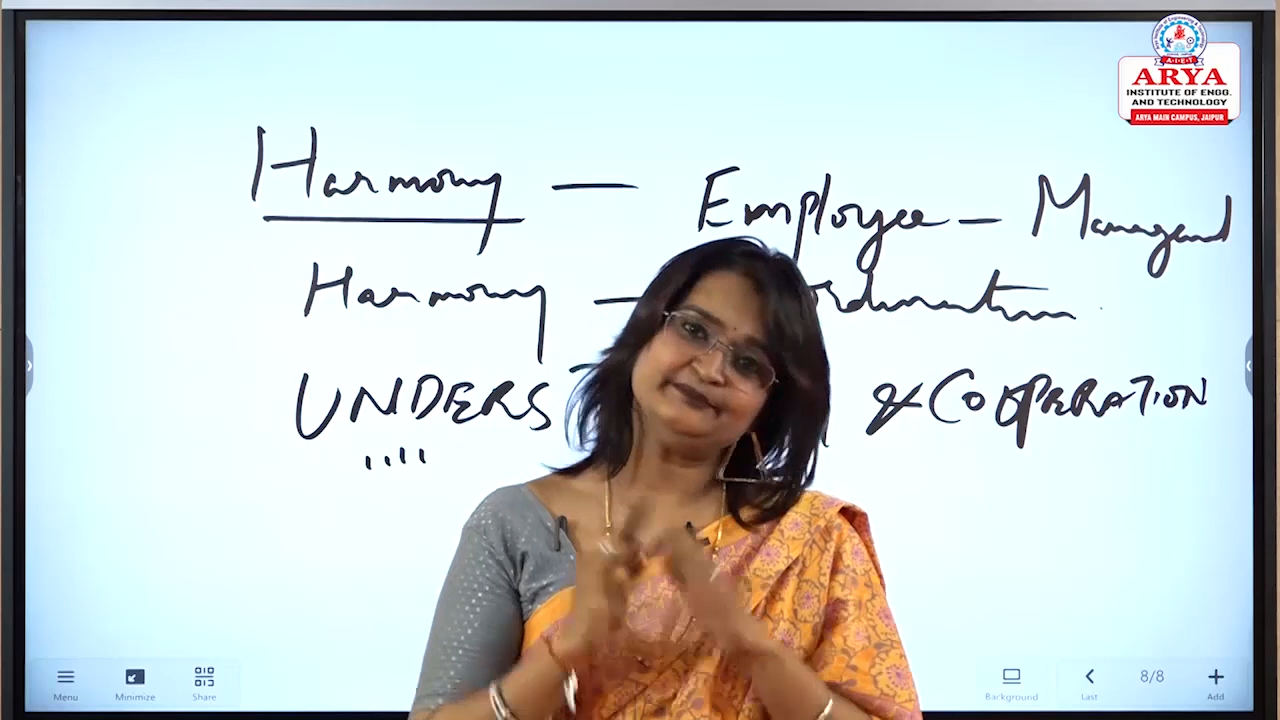 ARYA
INSTITUTE OF ENGG.
AND TECHNOLOGY
ARYA MAIN CAMPUS, JAIPUR
A.I.E.T.
Harmony — Employee — Management
Harmony —
UNDERS & COOPERATION
Menu
Minimize
Share
Background
Last
8/8
Add